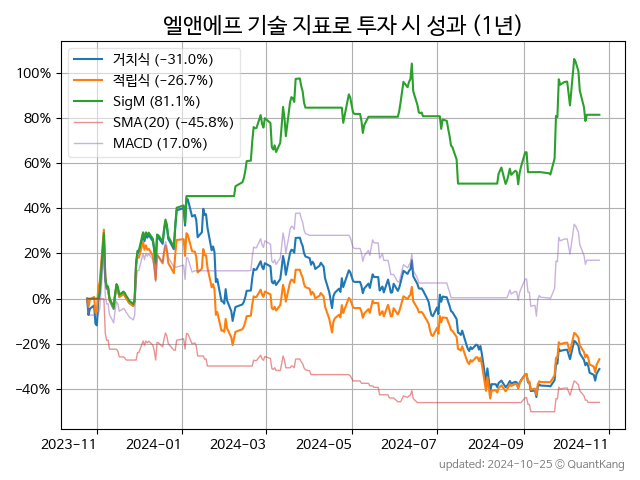 엘앤에프 기술 지표로 투자 시 성과 (1년)
거치식 (−31.0%)
적립식 (−26.7%)
SigM (81.1%)
SMA(20) (−45.8%)
MACD (17.0%)
100%
80%
60%
40%
20%
0%
−20%
−40%
2023−11 2024−01 2024−03 2024−05 2024−07 2024−09 2024−11
updated: 2024-10-25 © QuantKang